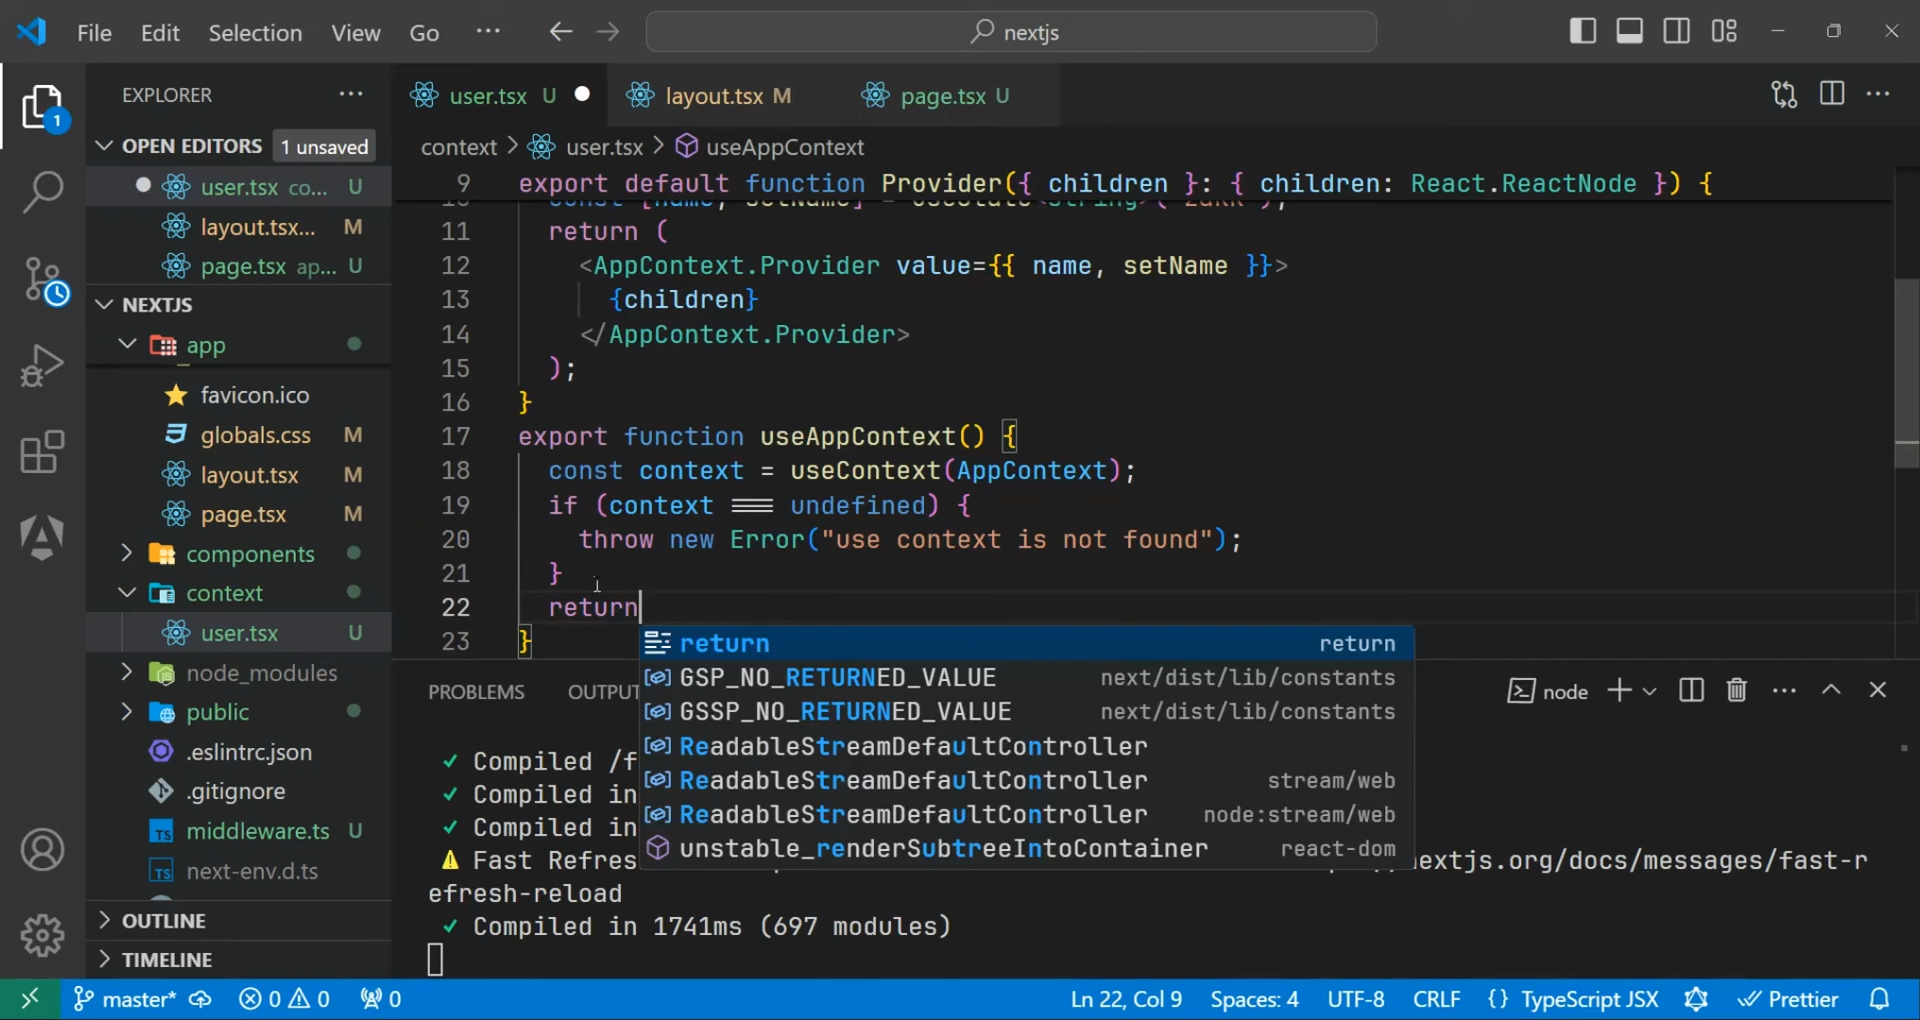 File Edit Selection View Go ··· nextjs
EXPLORER ···
OPEN EDITORS 1 unsaved
user.tsx co... U
layout.tsx... M
page.tsx ap... U
NEXTJS
app
favicon.ico
globals.css M
layout.tsx M
page.tsx M
components
context
user.tsx U
node_modules
public
.eslintrc.json
.gitignore
middleware.ts U
next-env.d.ts
OUTLINE
TIMELINE
user.tsx U layout.tsx M page.tsx U
context > user.tsx > useAppContext
9 export default function Provider({ children }: { children: React.ReactNode }) {
10 const [name, setName] = useState<string>("zakk");
11 return (
12 <AppContext.Provider value={{ name, setName }}>
13 {children}
14 </AppContext.Provider>
15 );
16 }
17 export function useAppContext() {
18 const context = useContext(AppContext);
19 if (context === undefined) {
20 throw new Error("use context is not found");
21 }
22 return
23 }
return return
GSP_NO_RETURNED_VALUE next/dist/lib/constants
GSSP_NO_RETURNED_VALUE next/dist/lib/constants
ReadableStreamDefaultController
ReadableStreamDefaultController stream/web
ReadableStreamDefaultController node:stream/web
unstable_renderSubtreeIntoContainer react-dom
PROBLEMS OUTPUT node
✓ Compiled /f
✓ Compiled in
✓ Compiled in
⚠ Fast Refres extjs.org/docs/messages/fast-r
efresh-reload
✓ Compiled in 1741ms (697 modules)
master* 0 0 0 Ln 22, Col 9 Spaces: 4 UTF-8 CRLF {} TypeScript JSX Prettier